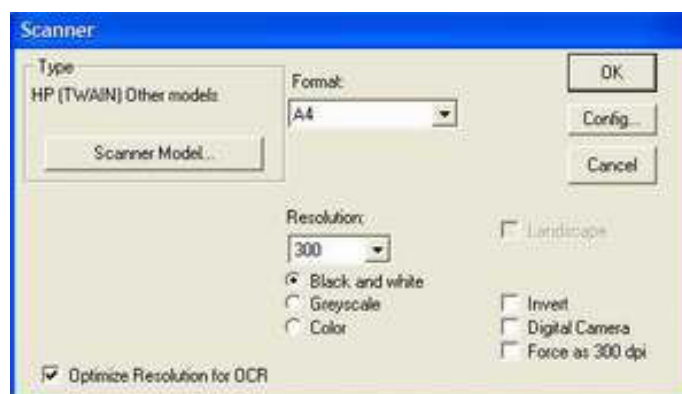 Scanner
Type
HP (TWAIN) Other models
Scanner Model...
Format:
A4
OK
Config...
Cancel
Resolution:
300
Black and white
Greyscale
Color
Landscape
Invert
Digital Camera
Force as 300 dpi
Optimize Resolution for OCR